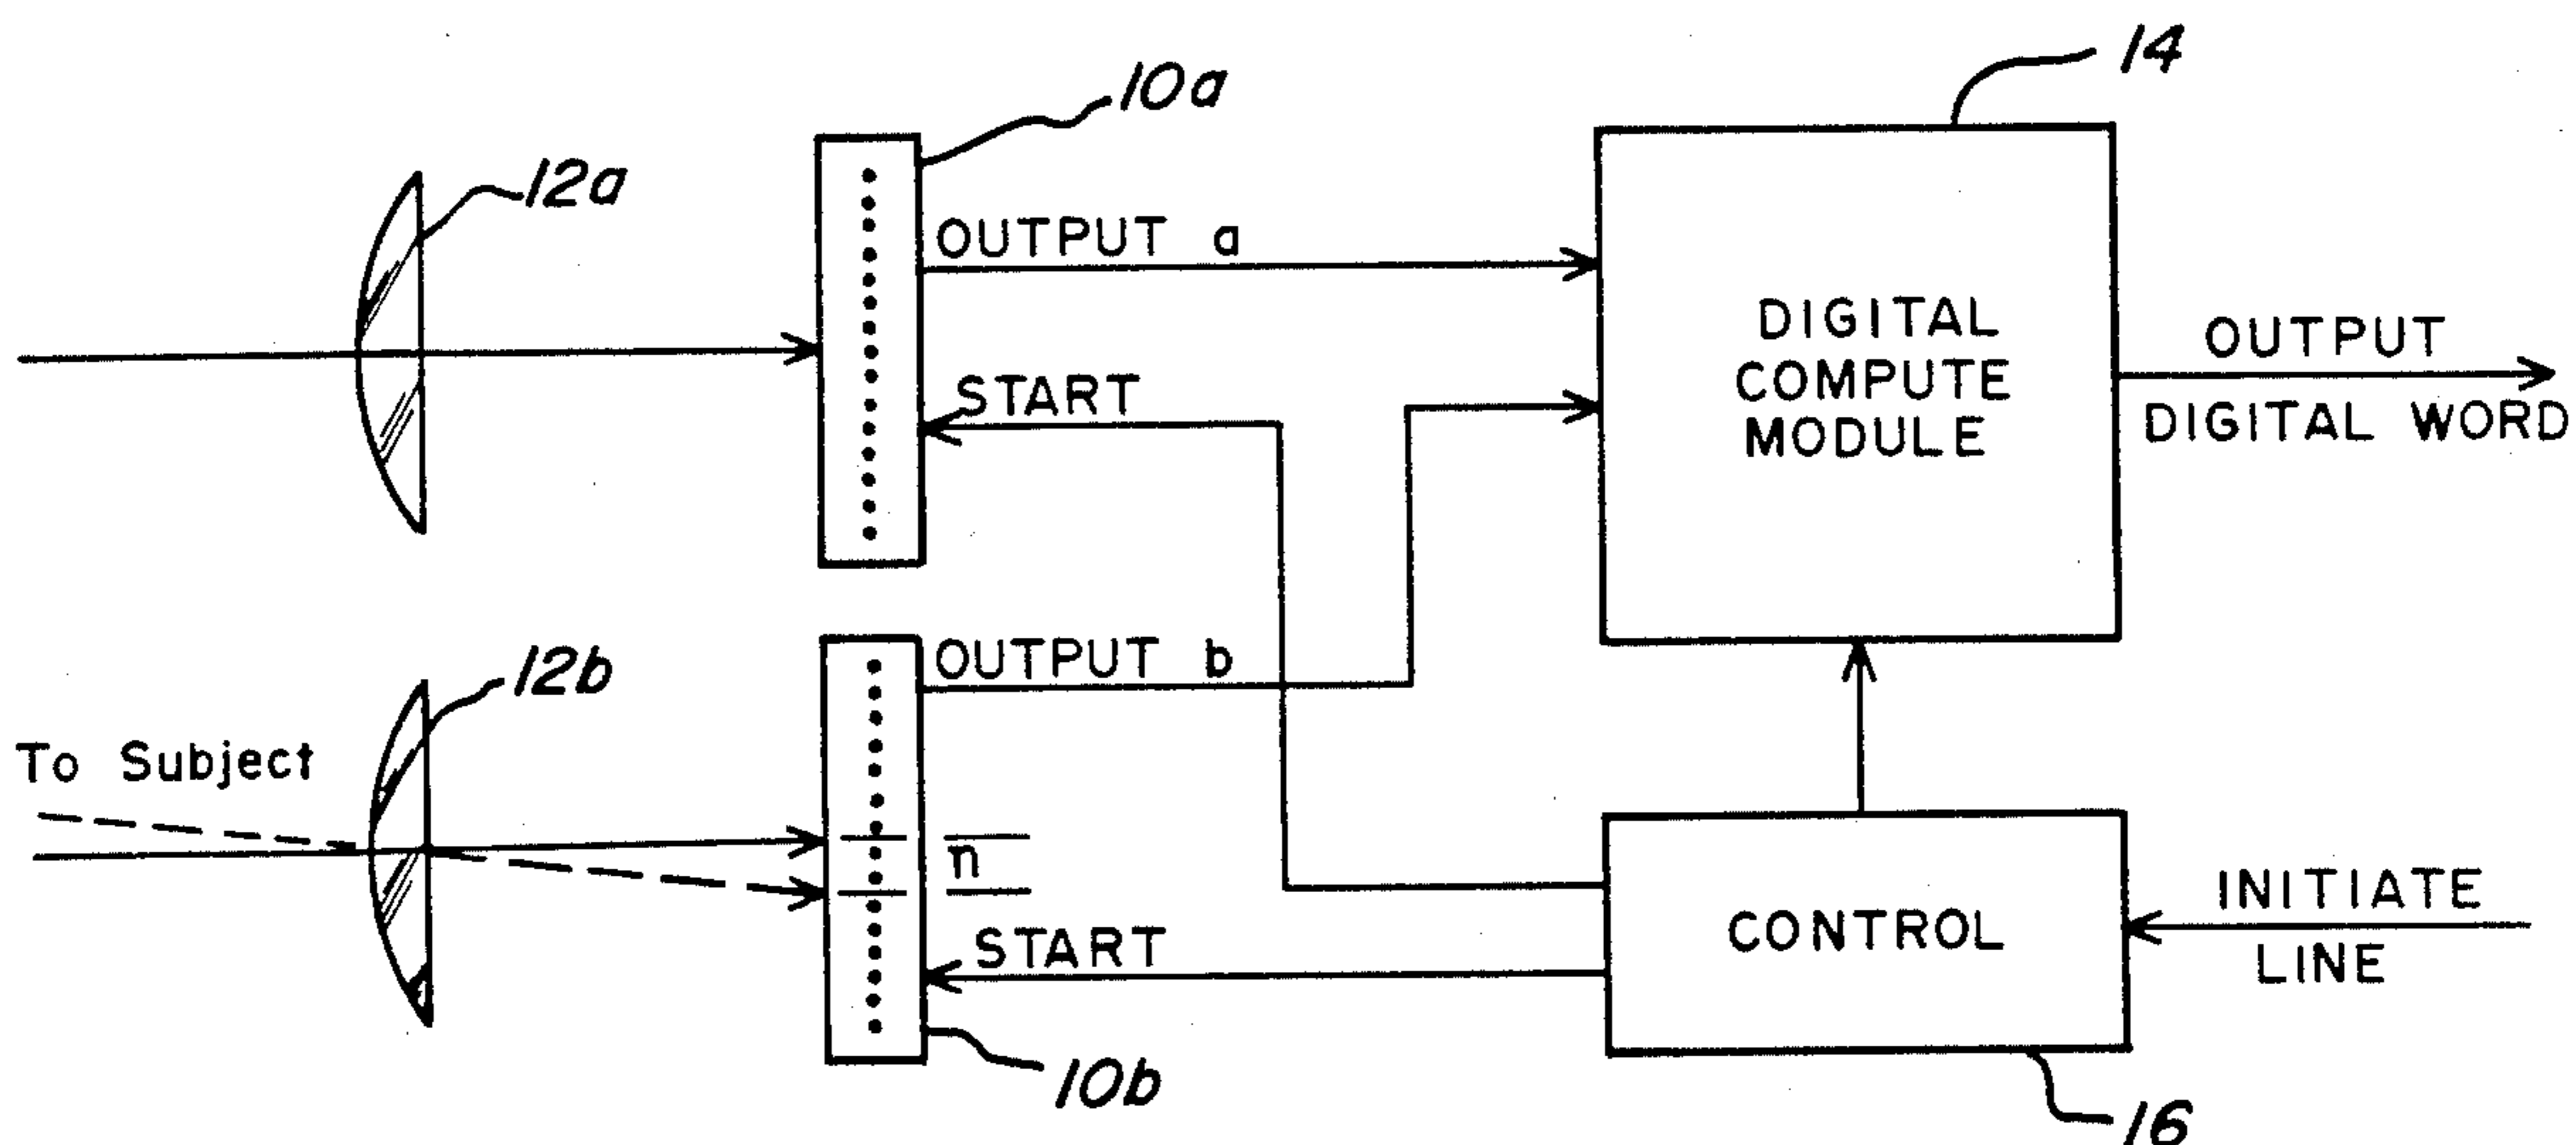 14
10a
12a
OUTPUT a
START
DIGITAL
COMPUTE
MODULE
OUTPUT
DIGITAL WORD
12b
To Subject
OUTPUT b
n
START
10b
CONTROL
INITIATE
LINE
16